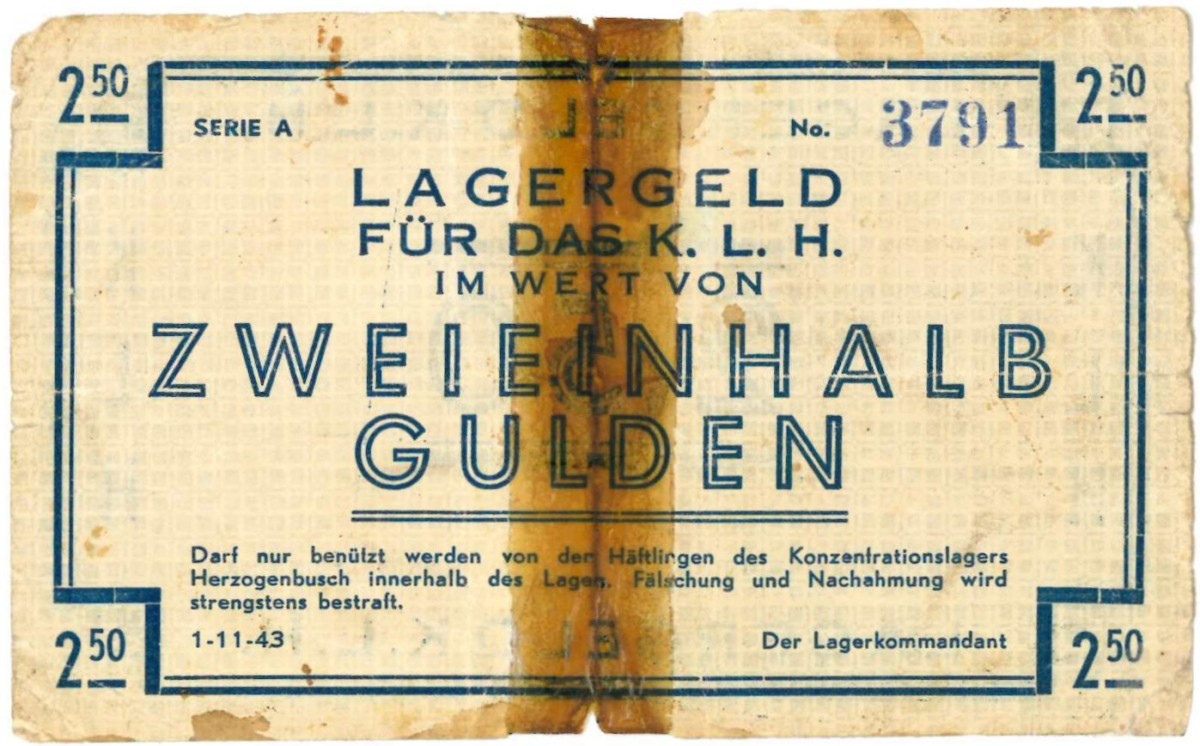 2 50
2 50
SERIE A
No. 3791
LAGERGELD
FÜR DAS K. L. H.
IM WERT VON
ZWEIEINHALB
GULDEN
Darf nur benützt werden von den Häftlingen des Konzentrationslagers
Herzogenbusch innerhalb des Lagers. Fälschung und Nachahmung wird
strengstens bestraft.
1-11-43
Der Lagerkommandant
2 50
2 50